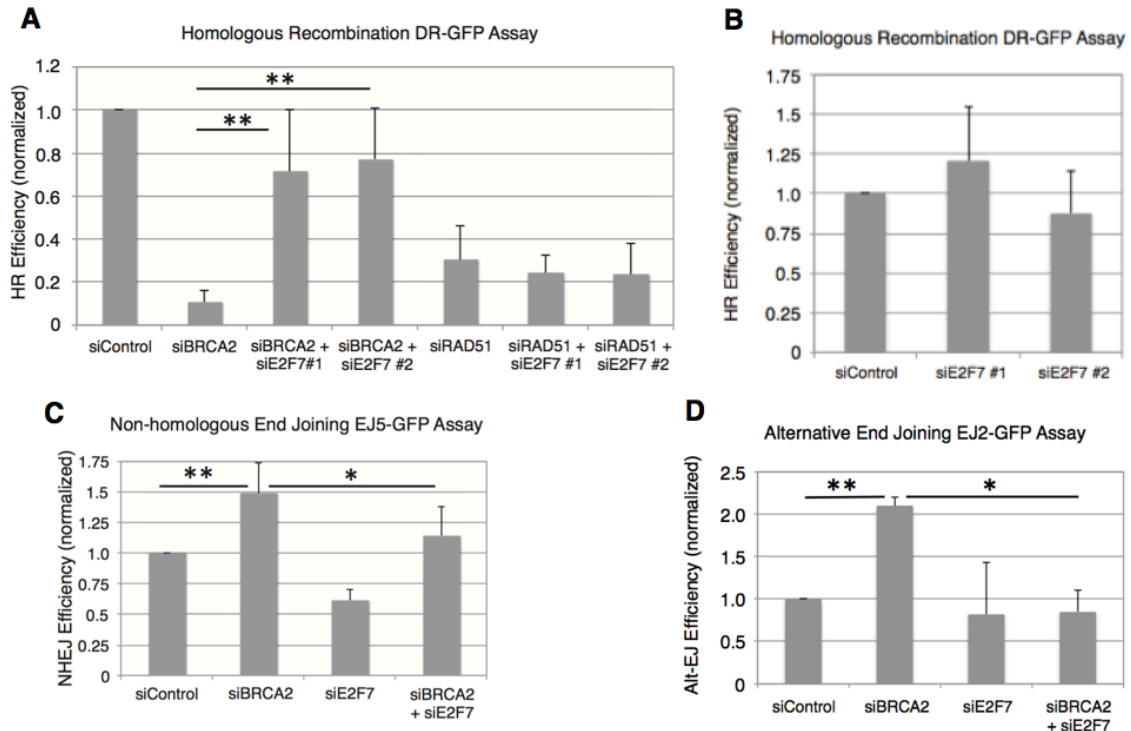 A
Homologous Recombination DR-GFP Assay
HR Efficiency (normalized)
1.2
1.0
0.8
0.6
0.4
0.2
0
**
**
siControl
siBRCA2
siBRCA2 +
siE2F7#1
siBRCA2 +
siE2F7 #2
siRAD51
siRAD51 +
siE2F7 #1
siRAD51 +
siE2F7 #2
B
Homologous Recombination DR-GFP Assay
HR Efficiency (normalized)
1.75
1.5
1.25
1.0
0.75
0.5
0.25
0
siControl
siE2F7 #1
siE2F7 #2
C
Non-homologous End Joining EJ5-GFP Assay
NHEJ Efficiency (normalized)
1.75
1.5
1.25
1.0
0.75
0.5
0.25
0
**
*
siControl
siBRCA2
siE2F7
siBRCA2
+ siE2F7
D
Alternative End Joining EJ2-GFP Assay
Alt-EJ Efficiency (normalized)
2.5
2.0
1.5
1.0
0.5
0
**
*
siControl
siBRCA2
siE2F7
siBRCA2
+ siE2F7